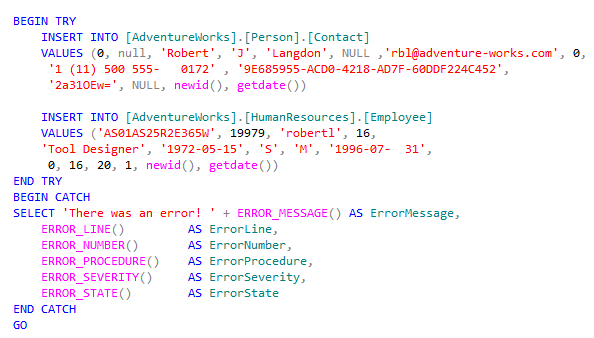 BEGIN TRY
    INSERT INTO [AdventureWorks].[Person].[Contact]
    VALUES (0, null, 'Robert', 'J', 'Langdon', NULL ,'rbl@adventure-works.com', 0,
     '1 (11) 500 555-   0172' , '9E685955-ACD0-4218-AD7F-60DDF224C452',
     '2a31OEw=', NULL, newid(), getdate())

    INSERT INTO [AdventureWorks].[HumanResources].[Employee]
    VALUES ('AS01AS25R2E365W', 19979, 'robertl', 16,
    'Tool Designer', '1972-05-15', 'S', 'M', '1996-07-  31',
     0, 16, 20, 1, newid(), getdate())
END TRY
BEGIN CATCH
SELECT 'There was an error! ' + ERROR_MESSAGE() AS ErrorMessage,
    ERROR_LINE()         AS ErrorLine,
    ERROR_NUMBER()       AS ErrorNumber,
    ERROR_PROCEDURE()    AS ErrorProcedure,
    ERROR_SEVERITY()     AS ErrorSeverity,
    ERROR_STATE()        AS ErrorState
END CATCH
GO